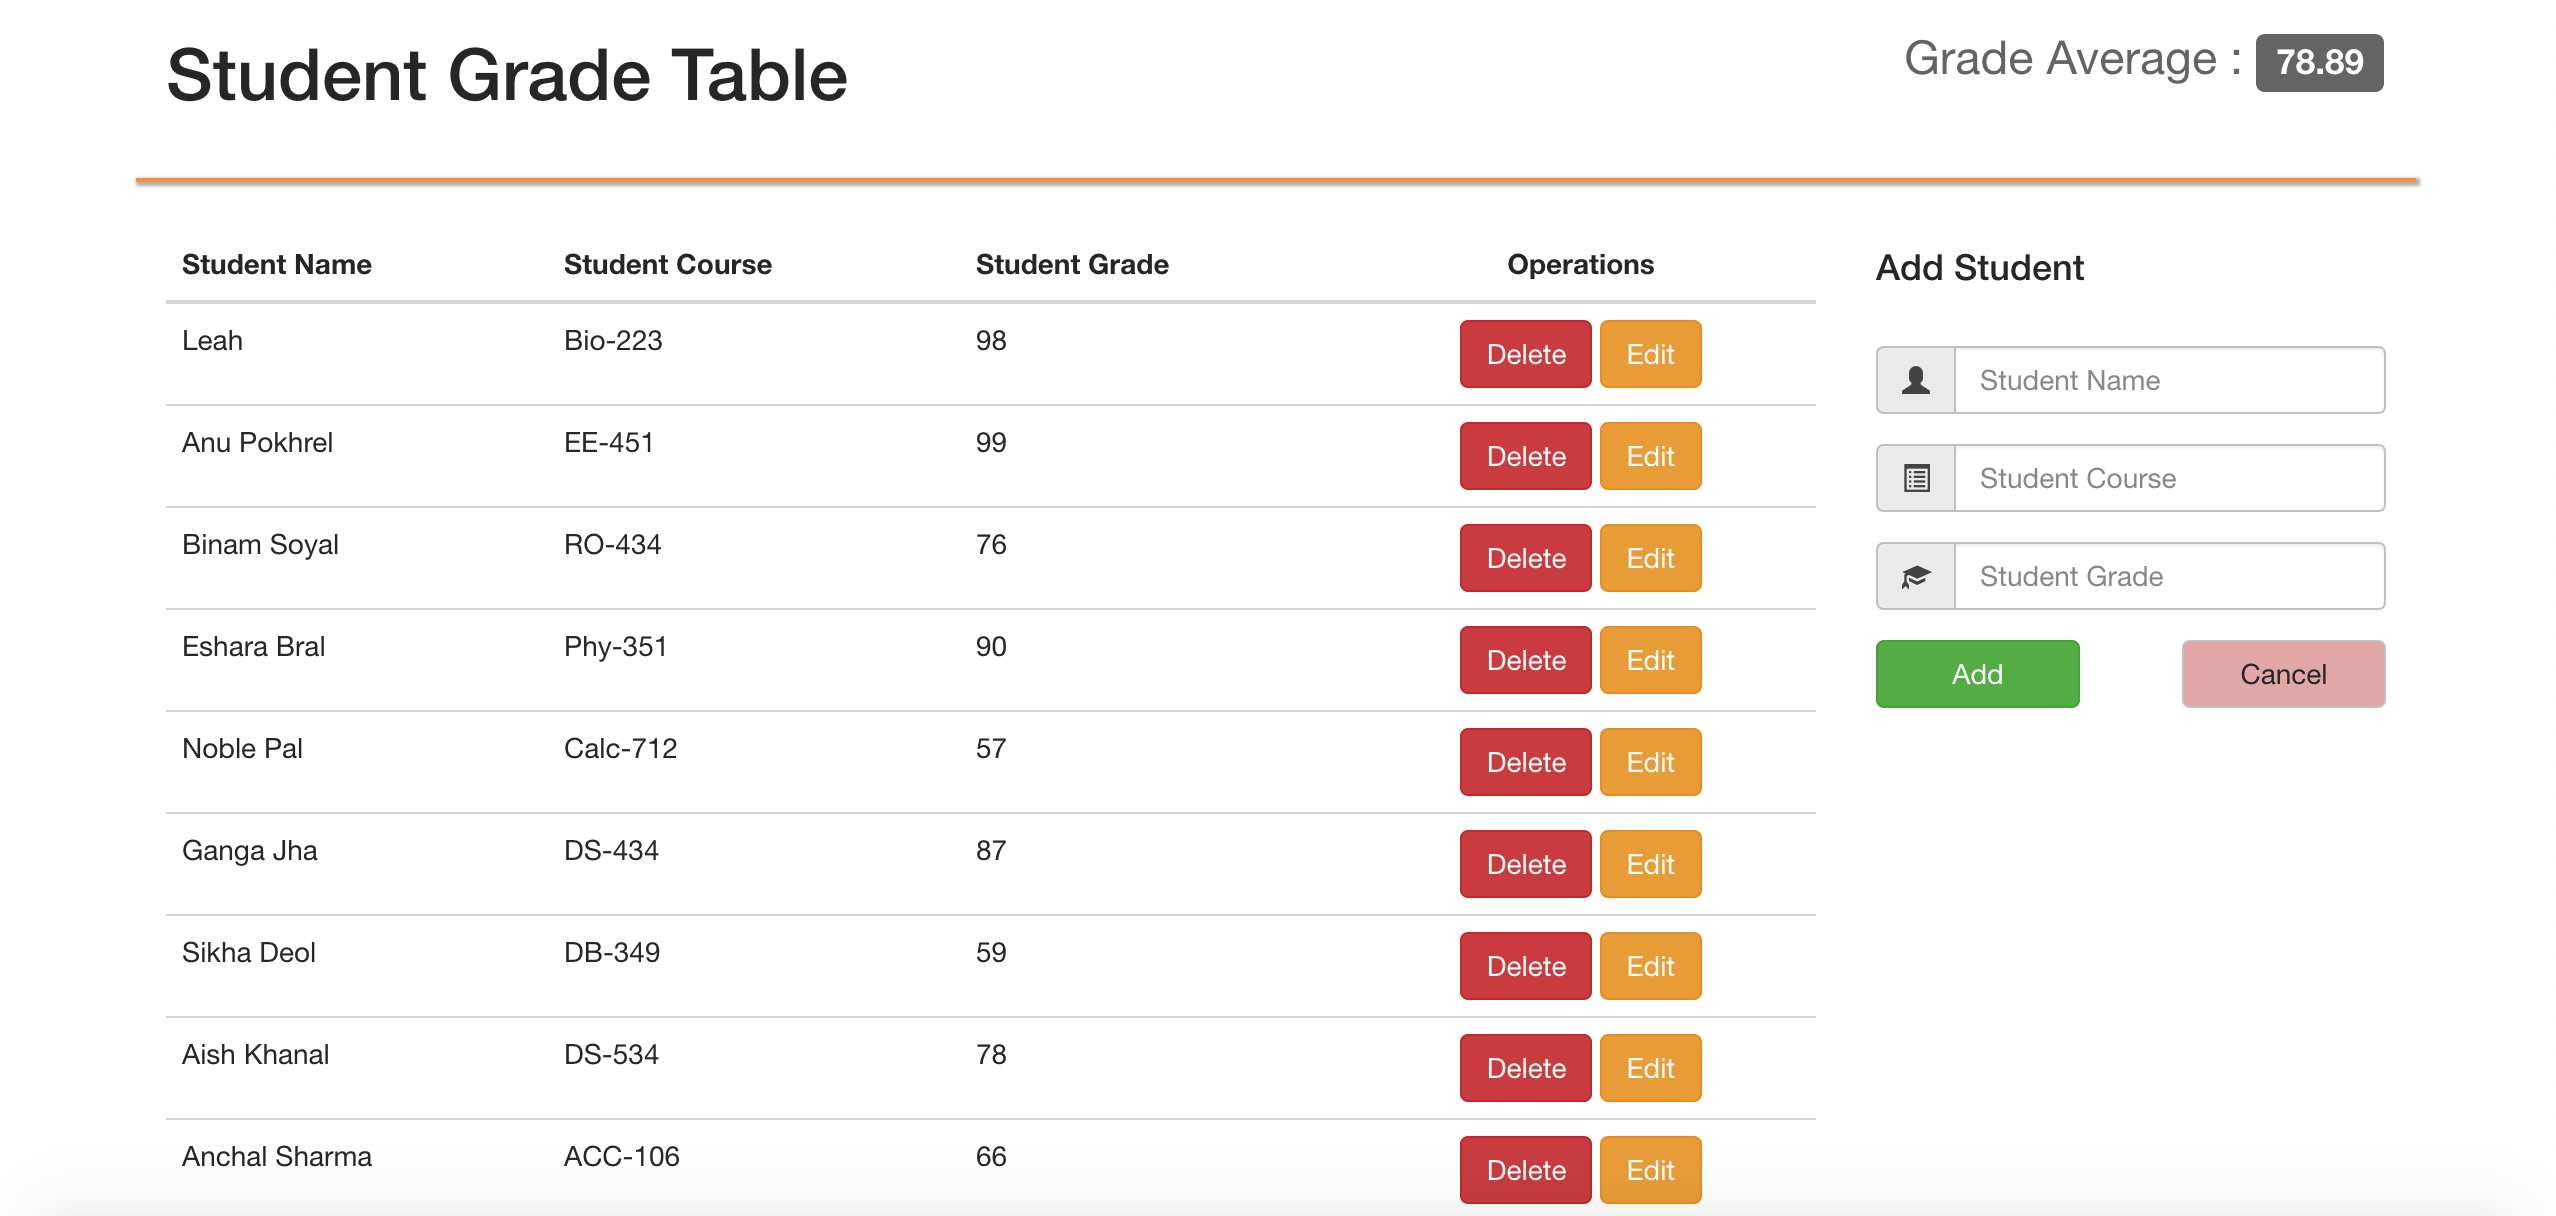 Student Grade Table
Grade Average : 78.89
Student Name Student Course Student Grade Operations
Leah Bio-223 98 Delete Edit
Anu Pokhrel EE-451 99 Delete Edit
Binam Soyal RO-434 76 Delete Edit
Eshara Bral Phy-351 90 Delete Edit
Noble Pal Calc-712 57 Delete Edit
Ganga Jha DS-434 87 Delete Edit
Sikha Deol DB-349 59 Delete Edit
Aish Khanal DS-534 78 Delete Edit
Anchal Sharma ACC-106 66 Delete Edit
Add Student
Student Name
Student Course
Student Grade
Add Cancel